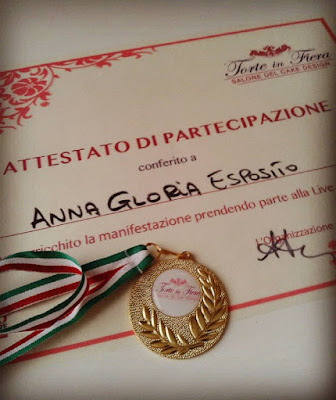 Torte in Fiera
SALONE DEL CAKE DESIGN
ATTESTATO DI PARTECIPAZIONE
conferito a
ANNA GLORIA ESPOSITO
ricchito la manifestazione prendendo parte alla Live
Organizzazione
Torte in Fiera